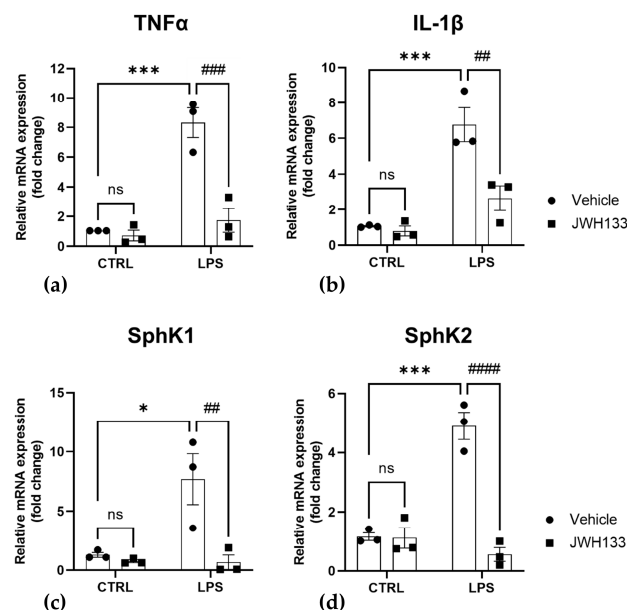 TNFα
Relative mRNA expression
(fold change)
12
10
8
6
4
2
0
***
###
ns
CTRL
LPS
(a)
IL-1β
Relative mRNA expression
(fold change)
10
8
6
4
2
0
***
##
ns
CTRL
LPS
(b)
Vehicle
JWH133
SphK1
Relative mRNA expression
(fold change)
15
10
5
0
*
##
ns
CTRL
LPS
(c)
SphK2
Relative mRNA expression
(fold change)
6
4
2
0
***
####
ns
CTRL
LPS
(d)
Vehicle
JWH133